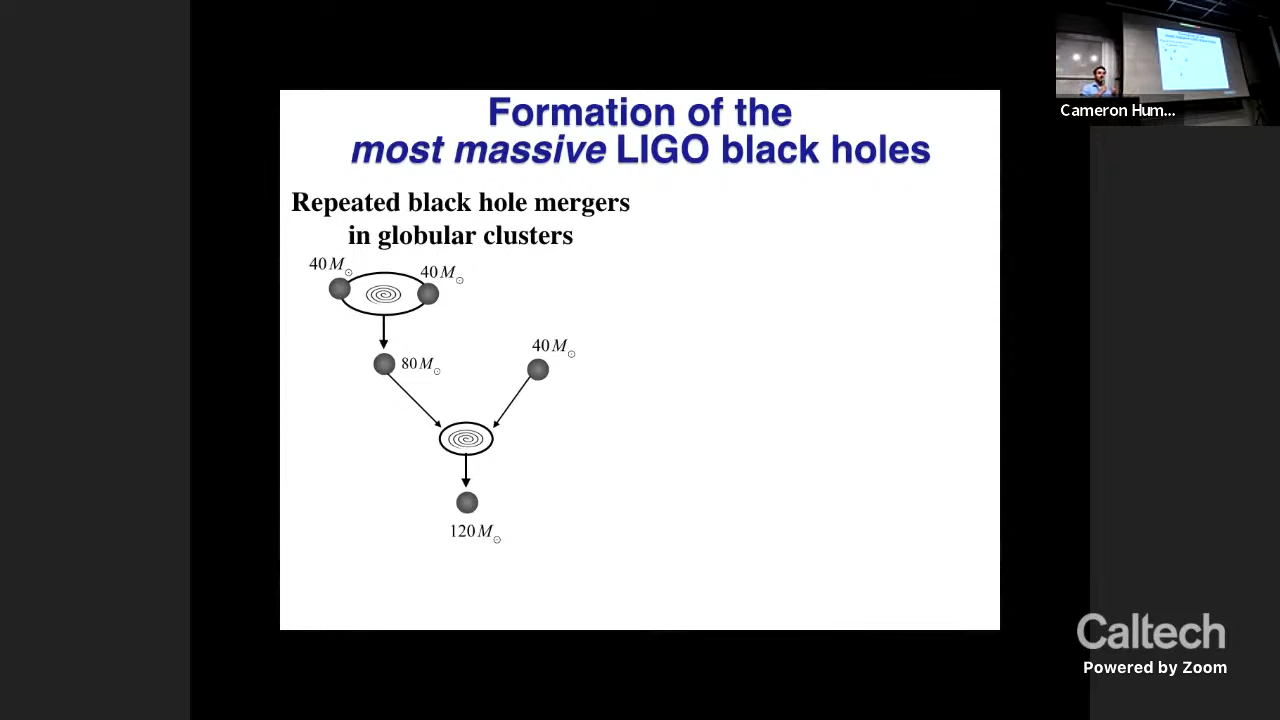 Formation of the
most massive LIGO black holes
Repeated black hole mergers
in globular clusters
40 M☉
40 M☉
80 M☉
40 M☉
120 M☉
Cameron Hum...
Caltech
Powered by Zoom